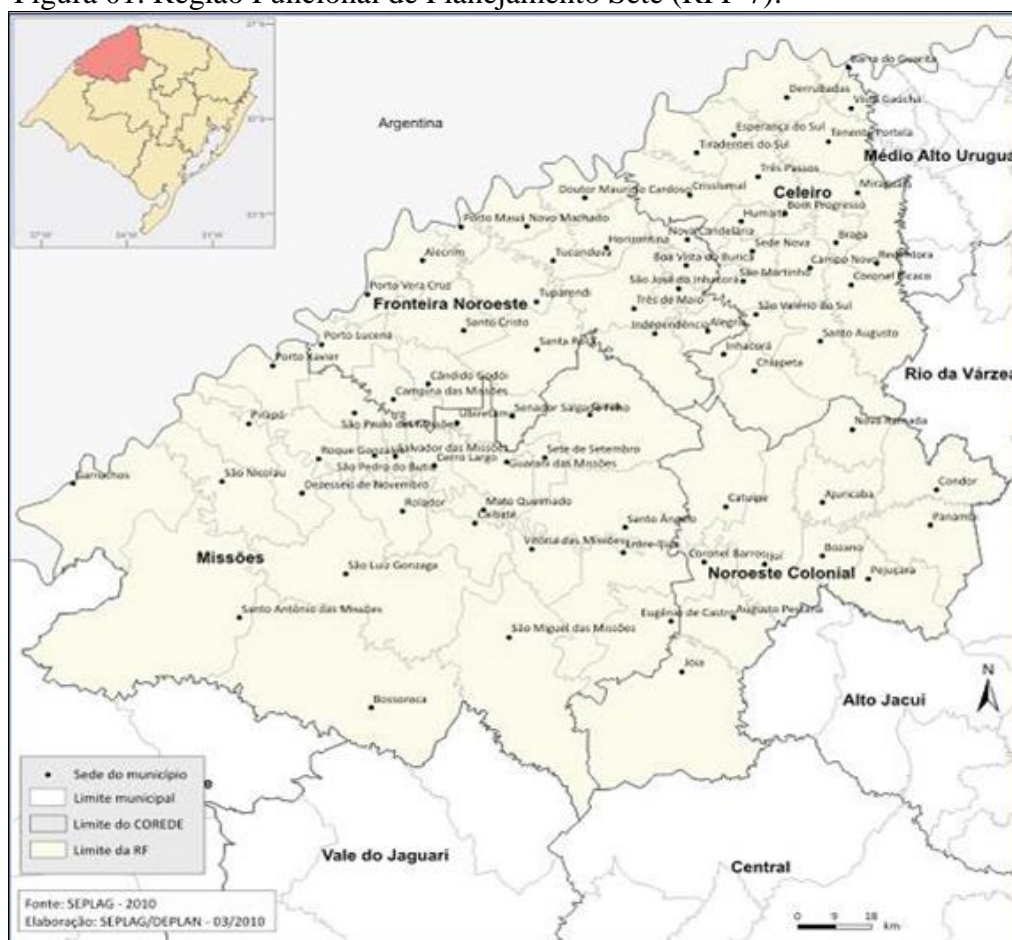 Figura 01: Região Funcional de Planejamento Sete (RFP 7).
Argentina
Barra do Guarita
Derrubadas
Vista Gaúcha
Esperança do Sul
Tenente Portela
Tiradentes do Sul
Médio Alto Urugua
Três Passos
Doutor Maurício Cardoso
Crissiumal
Celeiro
Miraguaí
Bom Progresso
Humaitá
Porto Mauá
Novo Machado
Nova Candelária
Horizontina
Sede Nova
Braga
Alecrim
Tucunduva
Boa Vista do Buricá
Campo Novo
Redentora
São Martinho
Coronel Bicaco
Porto Vera Cruz
São José do Inhacorá
Tuparendi
Fronteira Noroeste
Três de Maio
São Valério do Sul
Santo Cristo
Independência
Alegria
Santo Augusto
Porto Lucena
Santa Rosa
Inhacorá
Porto Xavier
Chiapeta
Rio da Várzea
Cândido Godói
Campina das Missões
Ubiretama
Senador Salgado Filho
Pirapó
São Paulo das Missões
Nova Ramada
Roque Gonzales
Salvador das Missões
Sete de Setembro
São Pedro do Butiá
Cerro Largo
Guarani das Missões
Garruchos
São Nicolau
Dezesseis de Novembro
Condor
Rolador
Mato Queimado
Catuípe
Ajuricaba
Caibaté
Santo Ângelo
Panambi
Vitória das Missões
Entre-Ijuís
Missões
Coronel Barros
Ijuí
Bozano
São Luiz Gonzaga
Noroeste Colonial
Pejuçara
Santo Antônio das Missões
Eugênio de Castro
Augusto Pestana
São Miguel das Missões
Jóia
Bossoroca
Alto Jacuí
N
Sede do município
Limite municipal
Limite do COREDE
Limite da RF
e
Vale do Jaguari
Central
Fonte: SEPLAG - 2010
Elaboração: SEPLAG/DEPLAN - 03/2010
0 9 18
km